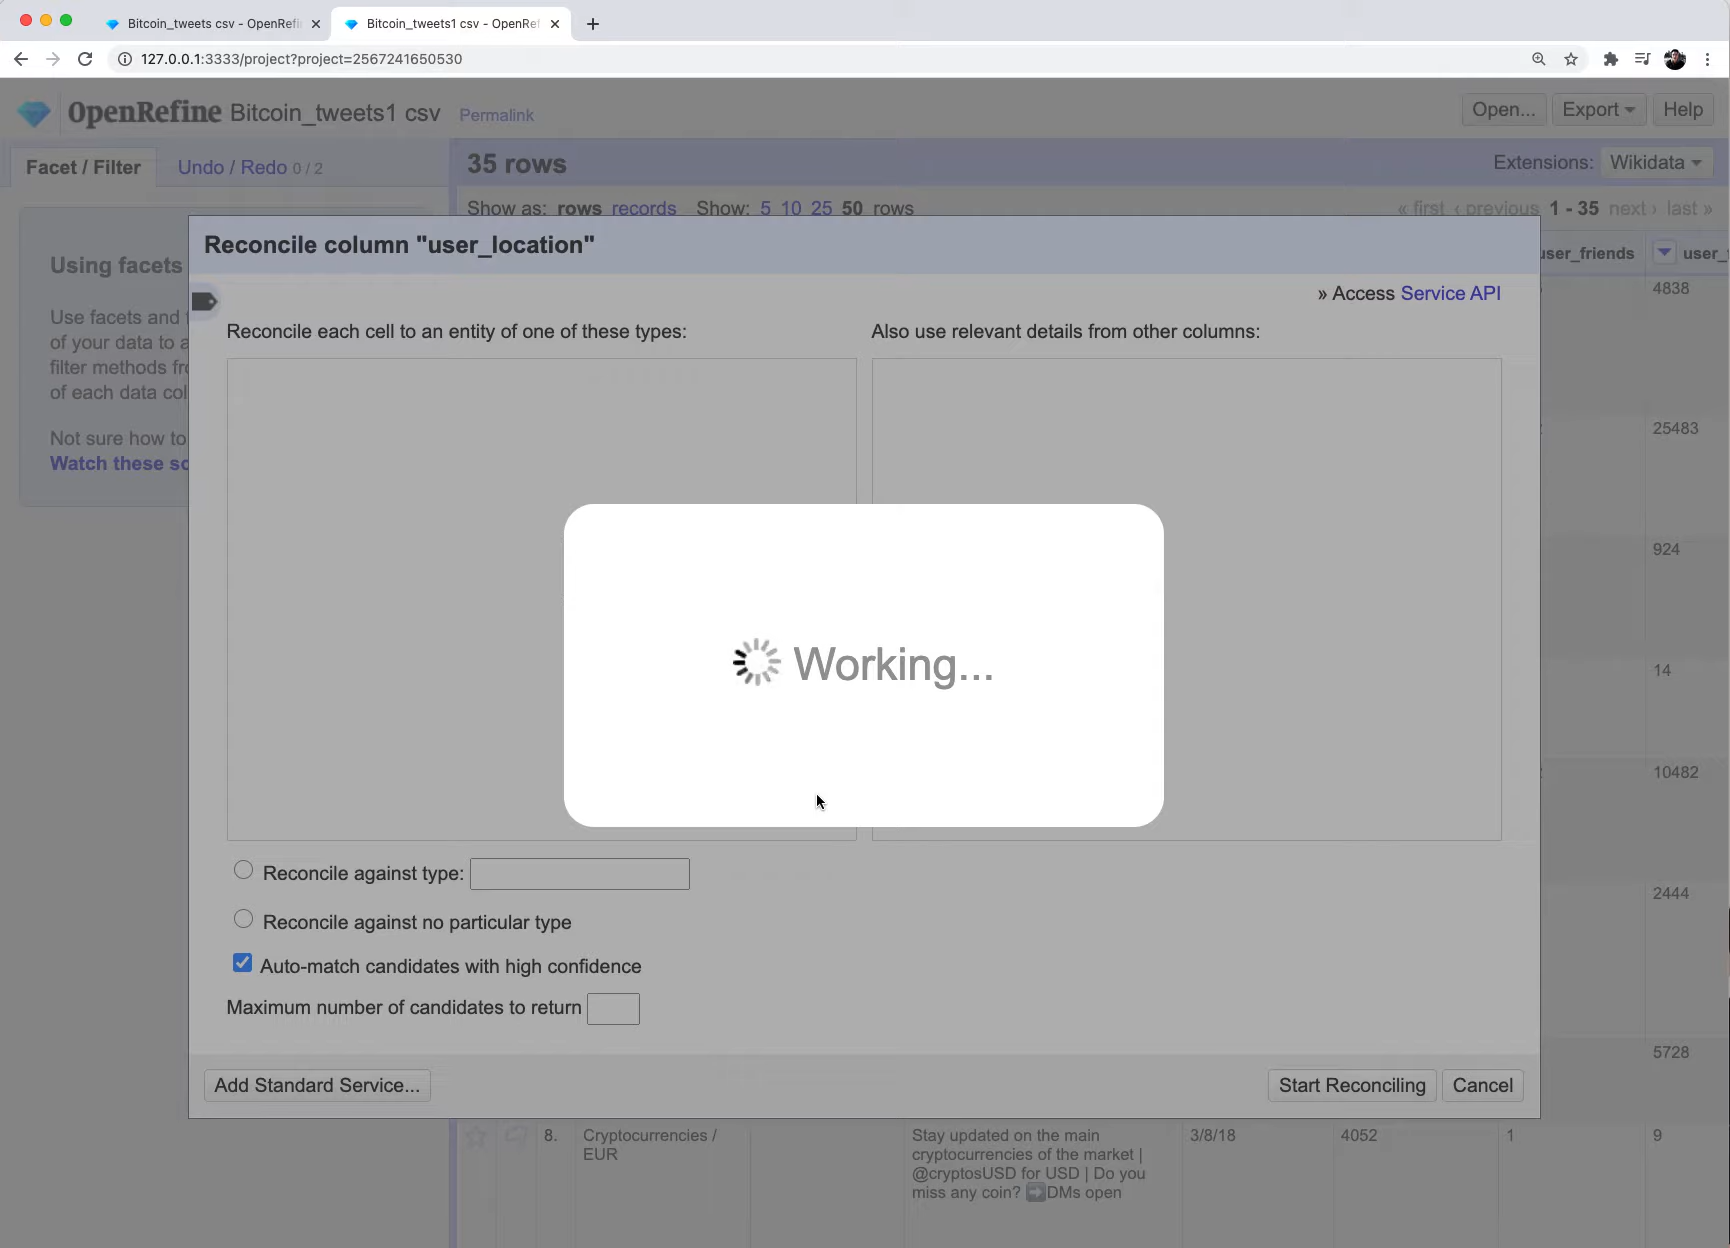 Bitcoin_tweets csv - OpenRefi
Bitcoin_tweets1 csv - OpenRef
127.0.0.1:3333/project?project=2567241650530
OpenRefine Bitcoin_tweets1 csv Permalink
Open... Export Help
Facet / Filter Undo / Redo 0 / 2
35 rows
Extensions: Wikidata
Show as: rows records Show: 5 10 25 50 rows
« first ‹ previous 1 - 35 next › last »
Reconcile column "user_location"
user_friends user_
Using facets
Use facets and
of your data to a
filter methods fro
of each data col
Not sure how to
Watch these sc
» Access Service API
Reconcile each cell to an entity of one of these types:
Also use relevant details from other columns:
4838
25483
924
14
10482
2444
5728
Working...
Reconcile against type:
Reconcile against no particular type
Auto-match candidates with high confidence
Maximum number of candidates to return
Add Standard Service...
Start Reconciling Cancel
8. Cryptocurrencies /
EUR
Stay updated on the main
cryptocurrencies of the market |
@cryptosUSD for USD | Do you
miss any coin? ➡️DMs open
3/8/18 4052 1 9